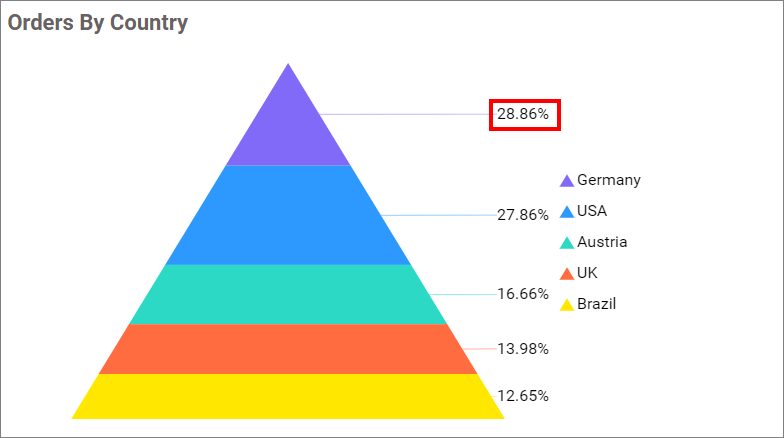 Orders By Country
28.86%
27.86%
16.66%
13.98%
12.65%
Germany
USA
Austria
UK
Brazil